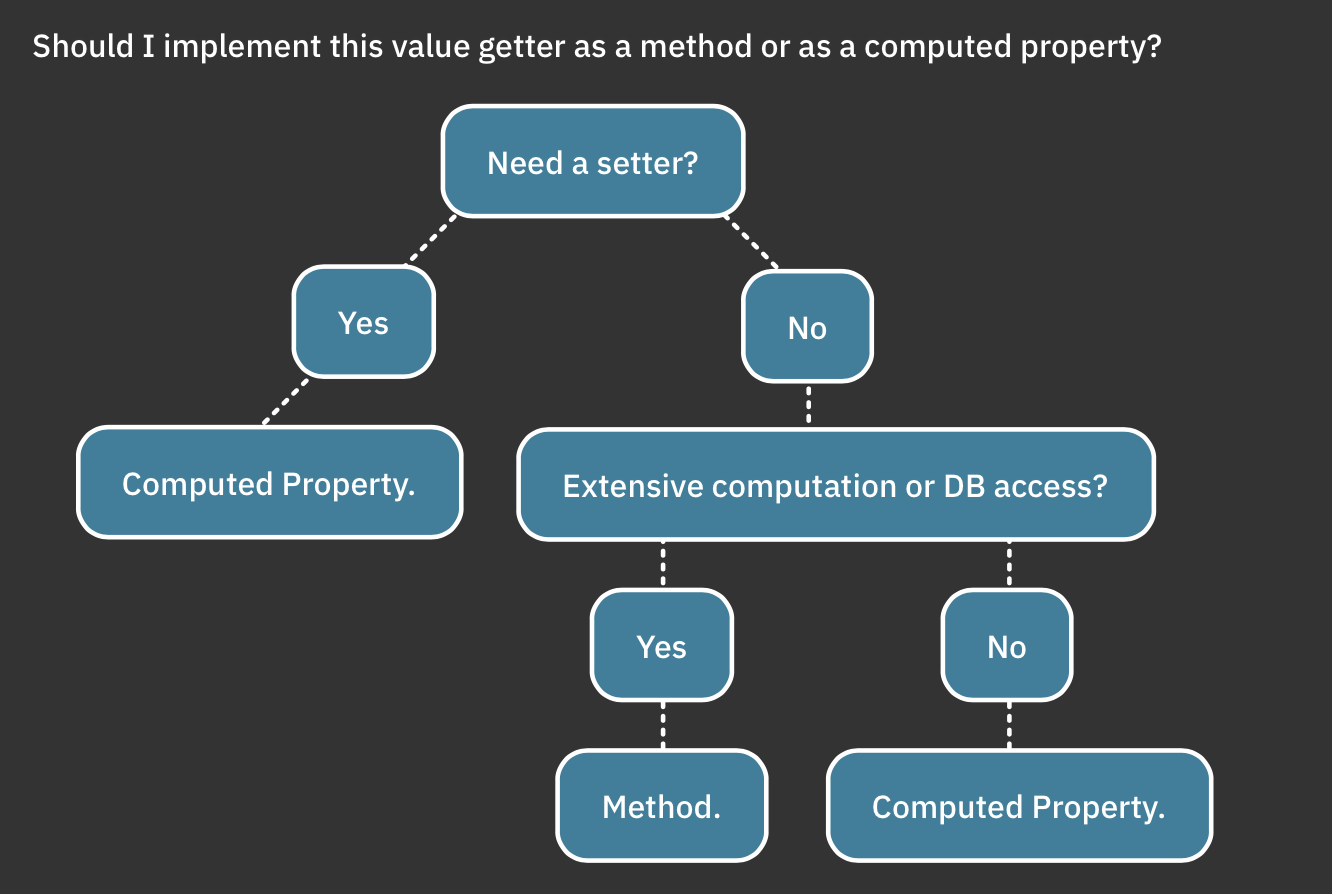 Should I implement this value getter as a method or as a computed property?
Need a setter?
Yes
No
Computed Property.
Extensive computation or DB access?
Yes
No
Method.
Computed Property.